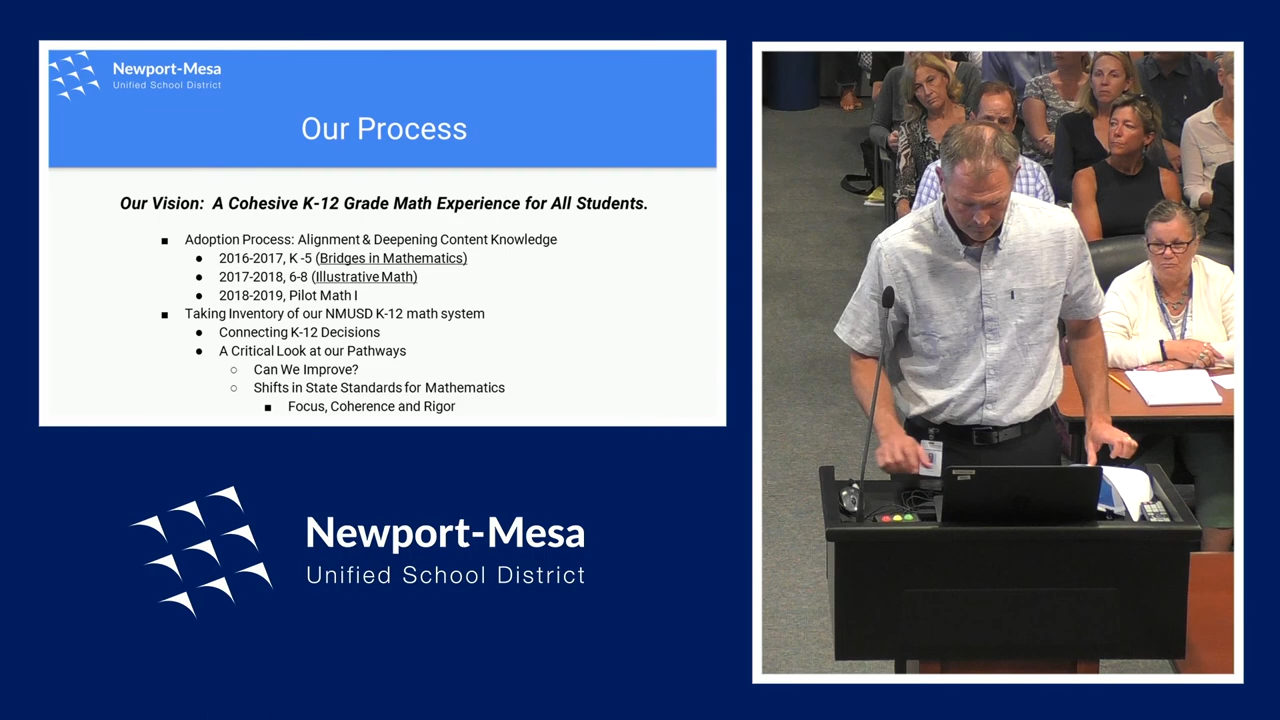 Newport-Mesa
Unified School District
Our Process
Our Vision: A Cohesive K-12 Grade Math Experience for All Students.
■ Adoption Process: Alignment & Deepening Content Knowledge
● 2016-2017, K -5 (Bridges in Mathematics)
● 2017-2018, 6-8 (Illustrative Math)
● 2018-2019, Pilot Math I
■ Taking Inventory of our NMUSD K-12 math system
● Connecting K-12 Decisions
● A Critical Look at our Pathways
○ Can We Improve?
○ Shifts in State Standards for Mathematics
■ Focus, Coherence and Rigor
Newport-Mesa
Unified School District